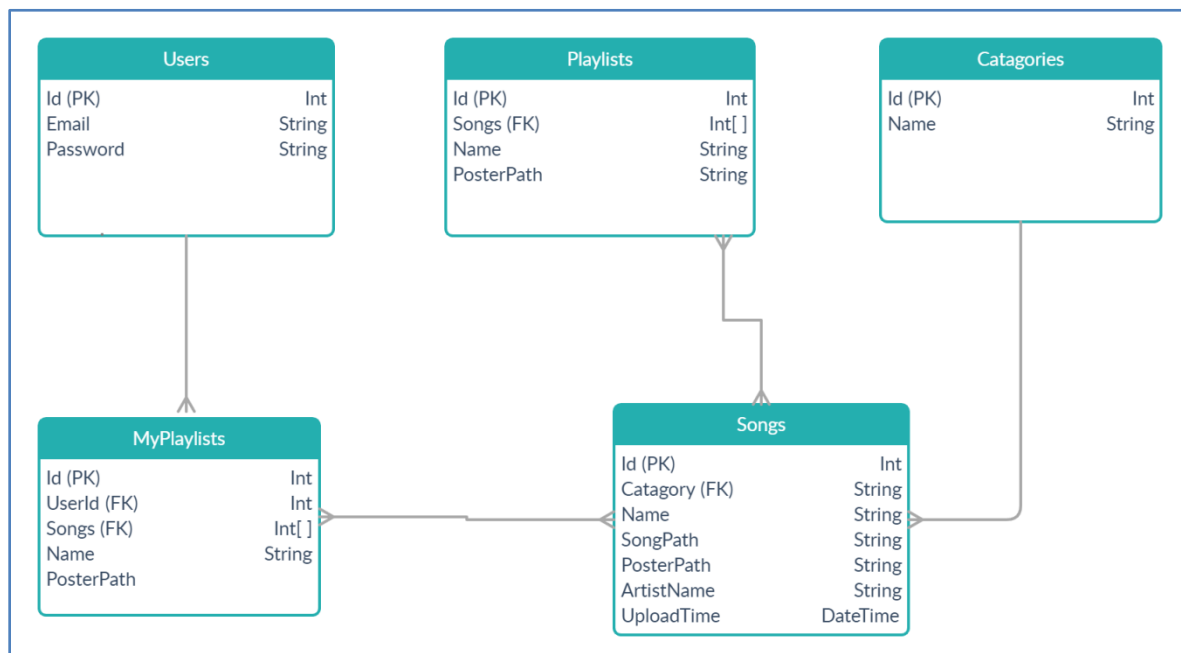 Users
Id (PK) Int
Email String
Password String
Playlists
Id (PK) Int
Songs (FK) Int[ ]
Name String
PosterPath String
Catagories
Id (PK) Int
Name String
MyPlaylists
Id (PK) Int
UserId (FK) Int
Songs (FK) Int[ ]
Name String
PosterPath
Songs
Id (PK) Int
Catagory (FK) String
Name String
SongPath String
PosterPath String
ArtistName String
UploadTime DateTime